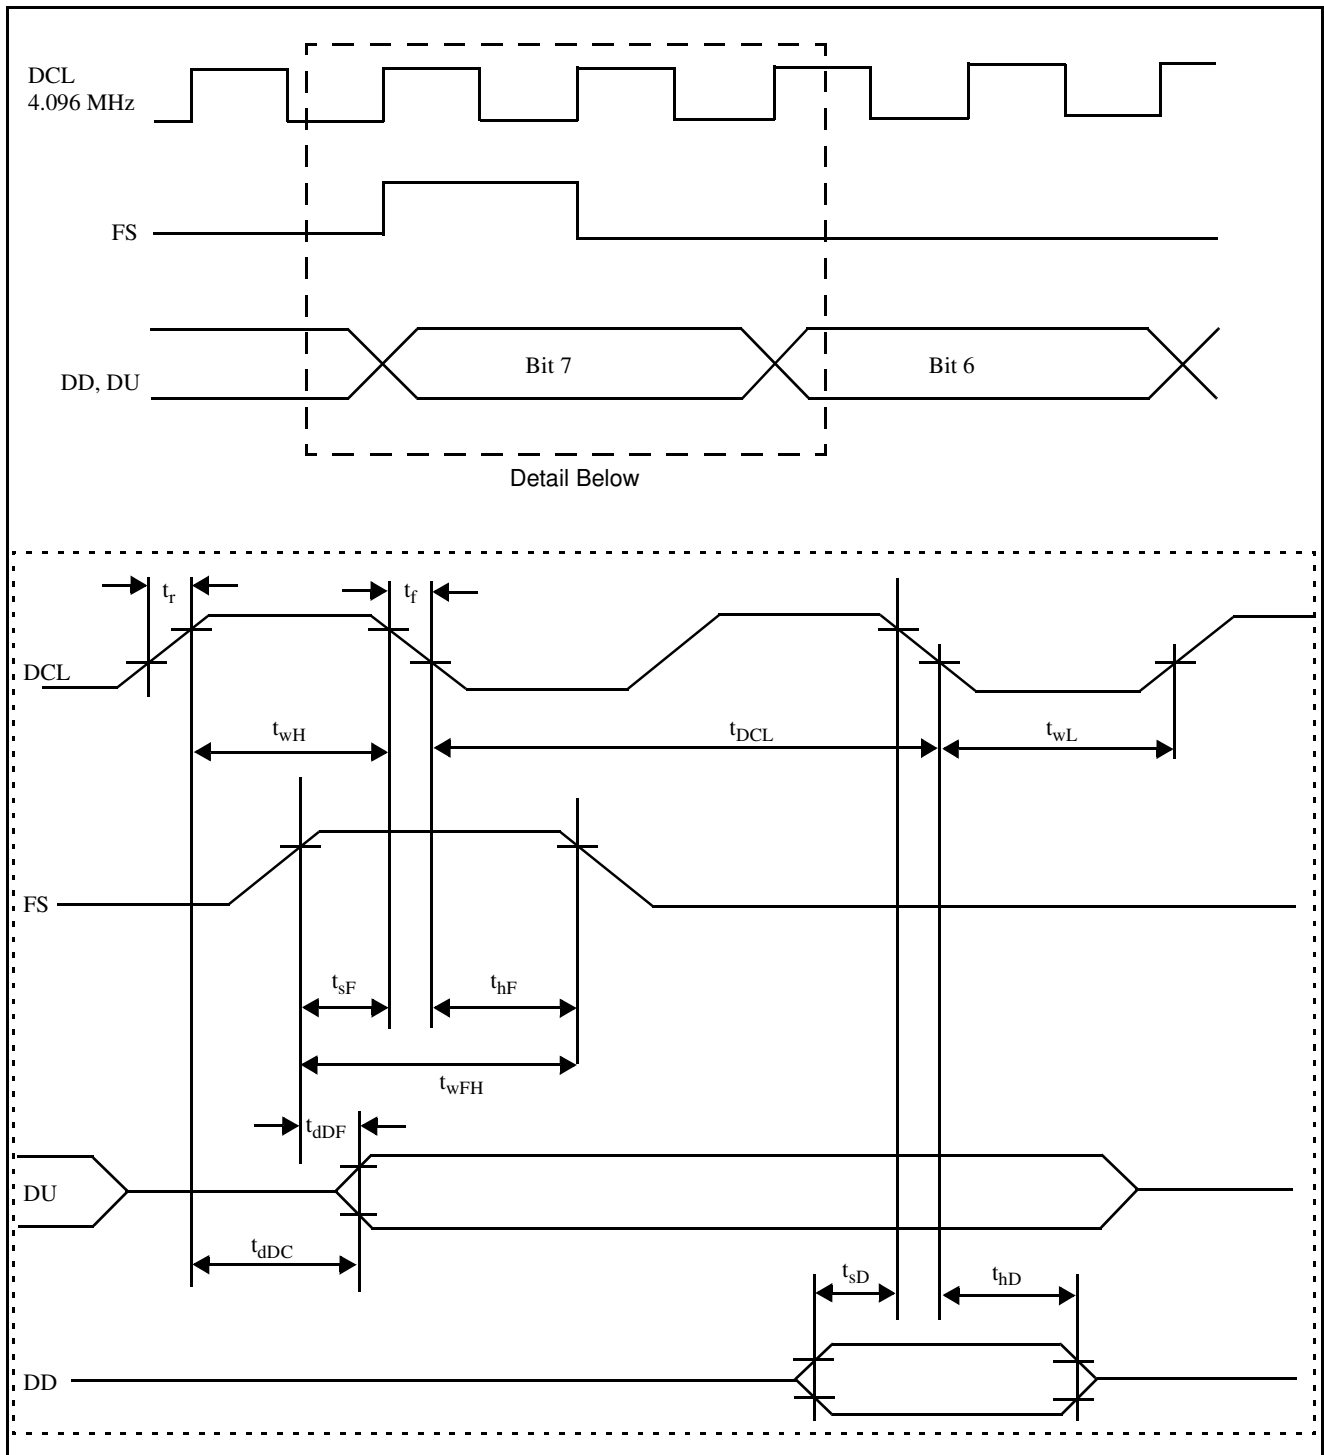 DCL
4.096 MHz
FS
DD, DU
Bit 7
Bit 6
Detail Below
tr
tf
DCL
twH
tDCL
twL
FS
tsF
thF
twFH
tdDF
DU
tdDC
tsD
thD
DD